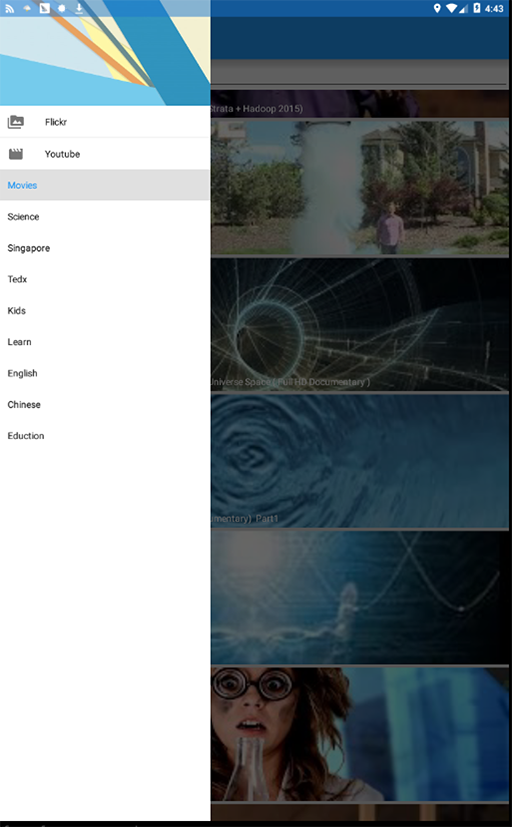 4:43
Flickr
Youtube
Movies
Science
Singapore
Tedx
Kids
Learn
English
Chinese
Eduction
Strata + Hadoop 2015)
Universe Space [ Full HD Documentary ]
umentary) Part1